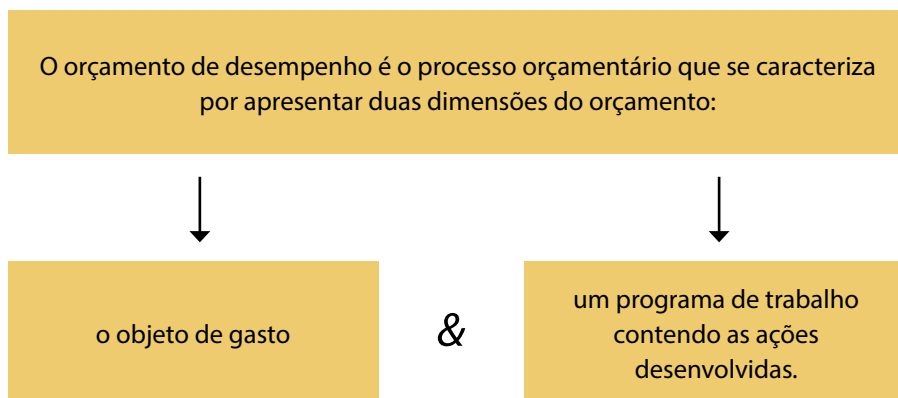 O orçamento de desempenho é o processo orçamentário que se caracteriza
por apresentar duas dimensões do orçamento:
o objeto de gasto
&
um programa de trabalho
contendo as ações
desenvolvidas.